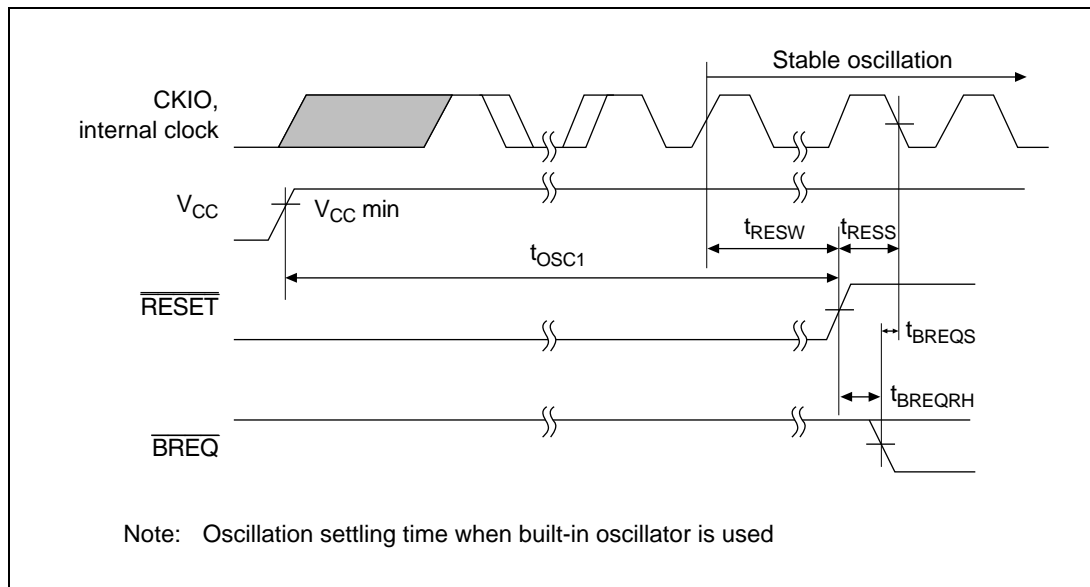 Stable oscillation
CKIO,
internal clock
VCC
VCC min
tRESW
tRESS
tOSC1
RESET
tBREQS
tBREQRH
BREQ
Note: Oscillation settling time when built-in oscillator is used